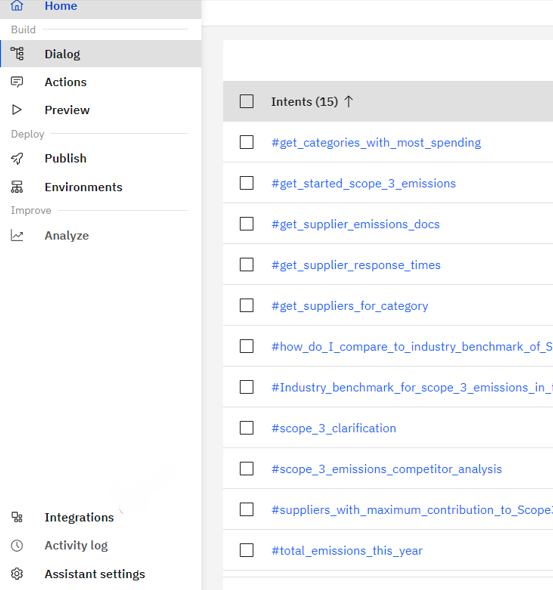 Home
Build
Dialog
Actions
Preview
Deploy
Publish
Environments
Improve
Analyze
Integrations
Activity log
Assistant settings
Intents (15) ↑
#get_categories_with_most_spending
#get_started_scope_3_emissions
#get_supplier_emissions_docs
#get_supplier_response_times
#get_suppliers_for_category
#how_do_I_compare_to_industry_benchmark_of_S
#Industry_benchmark_for_scope_3_emissions_in_
#scope_3_clarification
#scope_3_emissions_competitor_analysis
#suppliers_with_maximum_contribution_to_Scope
#total_emissions_this_year